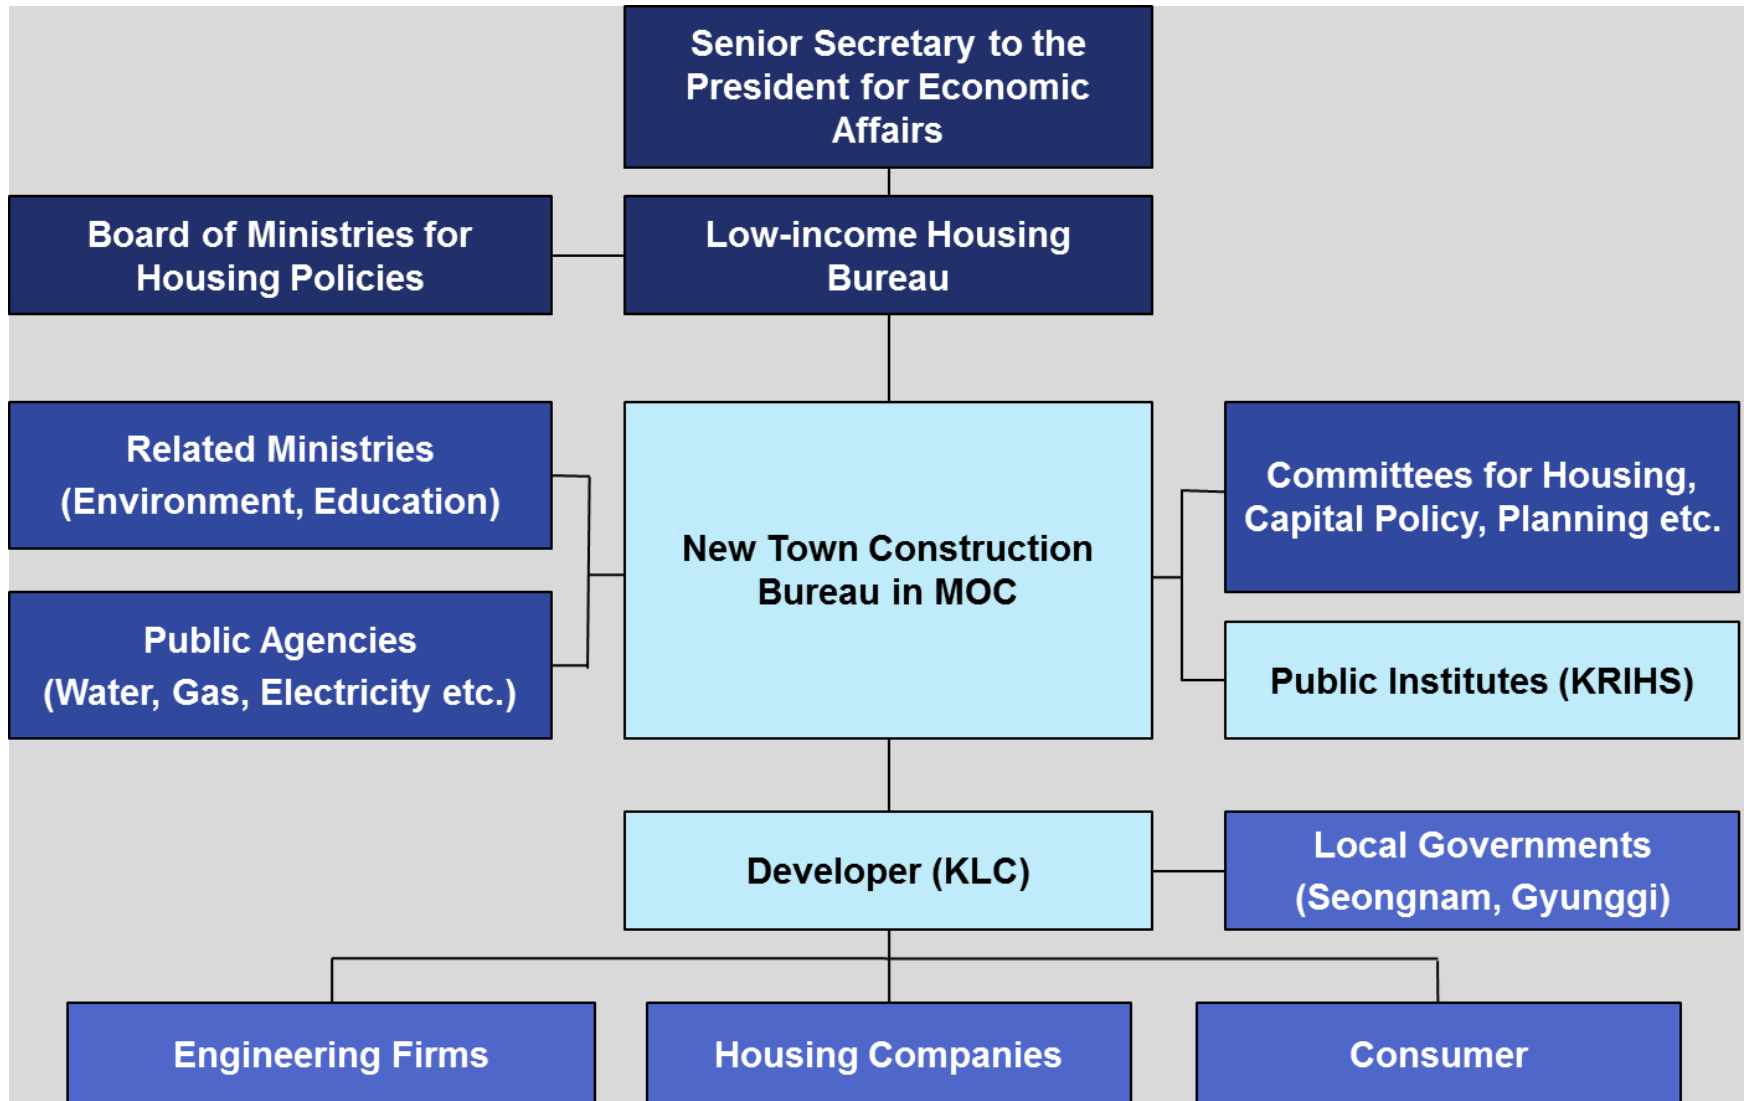 Senior Secretary to the
President for Economic
Affairs
Board of Ministries for
Housing Policies
Low-income Housing
Bureau
Related Ministries
(Environment, Education)
Public Agencies
(Water, Gas, Electricity etc.)
New Town Construction
Bureau in MOC
Committees for Housing,
Capital Policy, Planning etc.
Public Institutes (KRIHS)
Developer (KLC)
Local Governments
(Seongnam, Gyunggi)
Engineering Firms
Housing Companies
Consumer